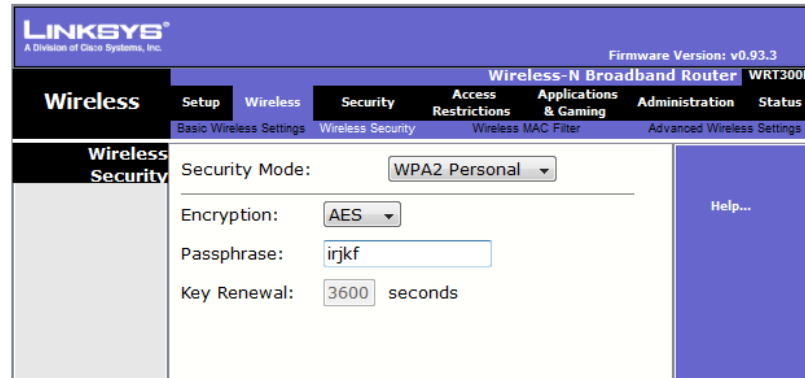 LINKSYS®
A Division of Cisco Systems, Inc.
Firmware Version: v0.93.3
Wireless-N Broadband Router WRT300
Wireless
Setup Wireless Security Access Restrictions Applications & Gaming Administration Status
Basic Wireless Settings Wireless Security Wireless MAC Filter Advanced Wireless Settings
Wireless Security
Security Mode: WPA2 Personal
Help...
Encryption: AES
Passphrase: irjkf
Key Renewal: 3600 seconds